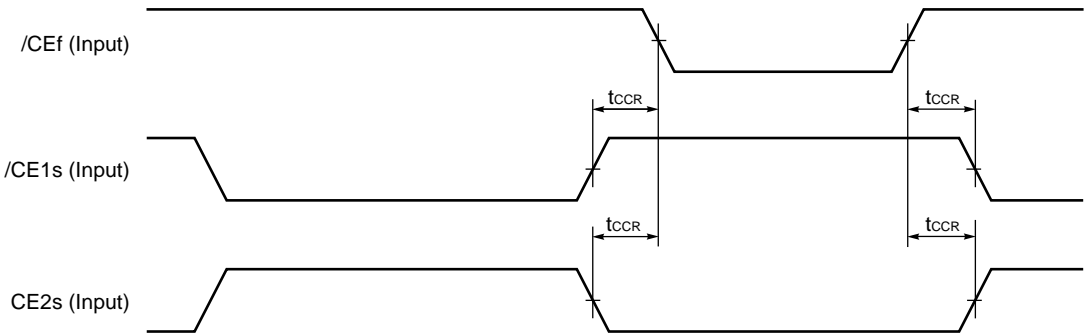 /CEf (Input)
tCCR tCCR
/CE1s (Input)
tCCR tCCR
CE2s (Input)